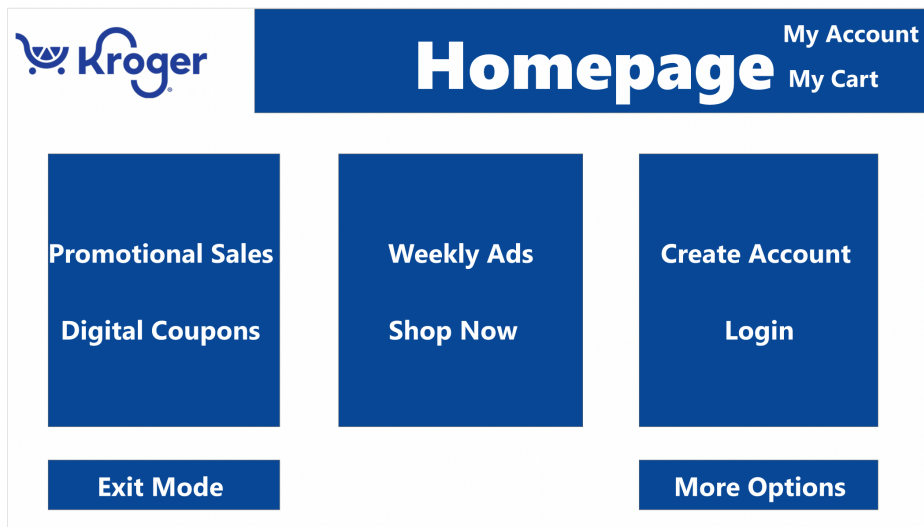 Kroger
Homepage
My Account
My Cart
Promotional Sales
Digital Coupons
Weekly Ads
Shop Now
Create Account
Login
Exit Mode
More Options